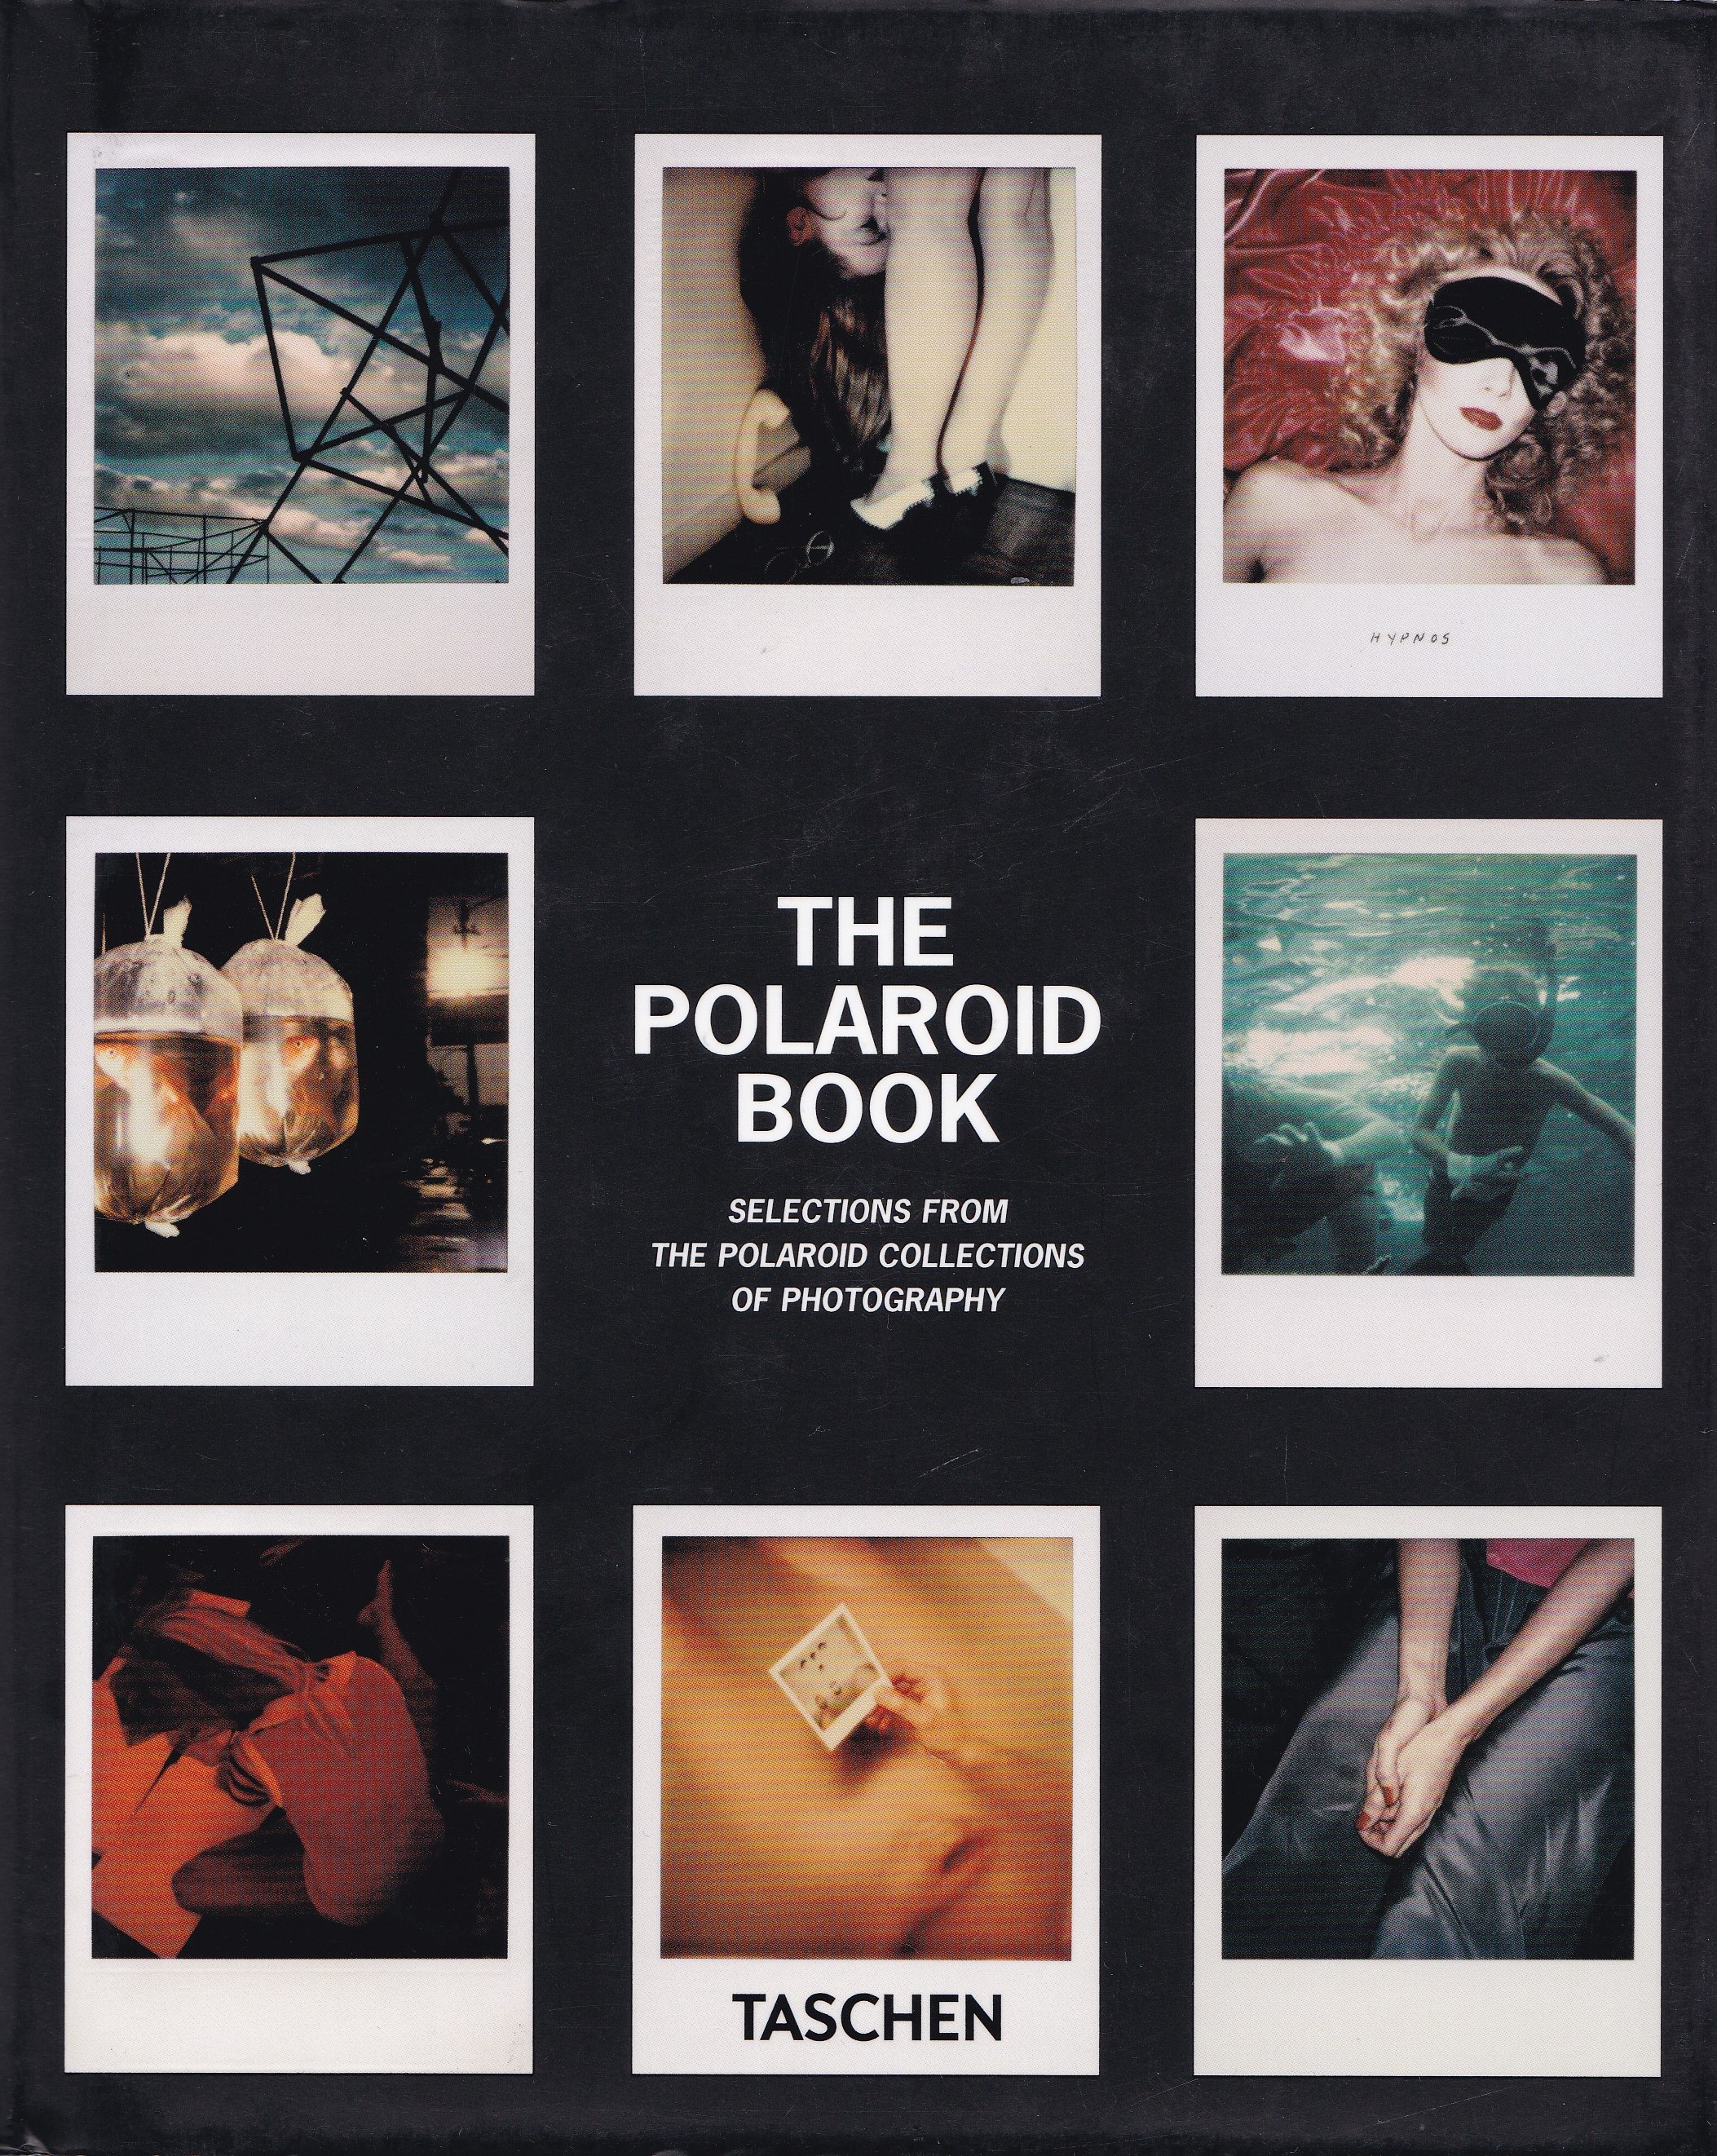 HYPNOS
THE
POLAROID
BOOK
SELECTIONS FROM
THE POLAROID COLLECTIONS
OF PHOTOGRAPHY
TASCHEN